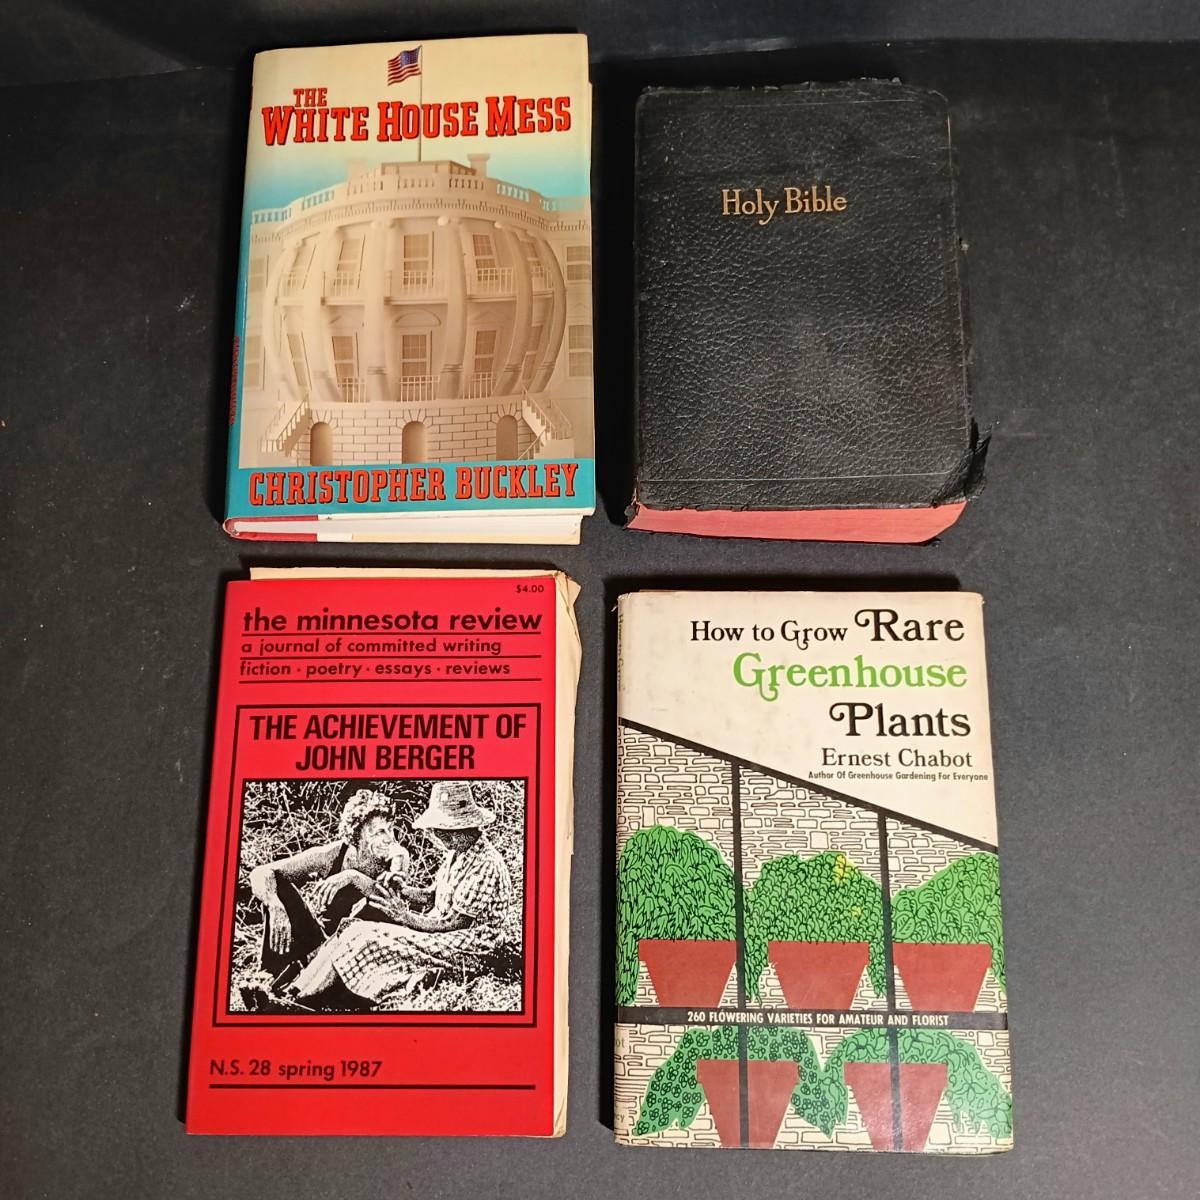 THE
WHITE HOUSE MESS
CHRISTOPHER BUCKLEY
Holy Bible
$4.00
the minnesota review
a journal of committed writing
fiction · poetry · essays · reviews
THE ACHIEVEMENT OF
JOHN BERGER
N.S. 28 spring 1987
How to Grow Rare
Greenhouse
Plants
Ernest Chabot
Author Of Greenhouse Gardening For Everyone
260 FLOWERING VARIETIES FOR AMATEUR AND FLORIST